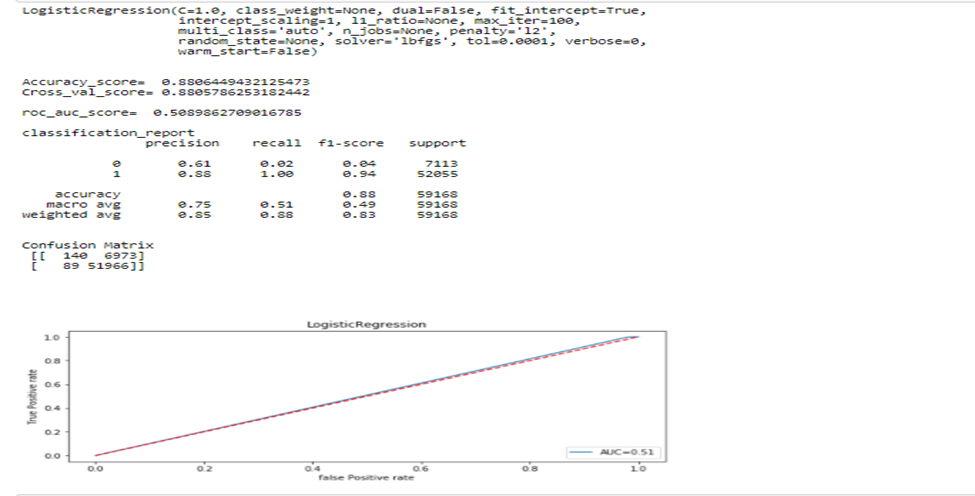 LogisticRegression(C=1.0, class_weight=None, dual=False, fit_intercept=True,
intercept_scaling=1, l1_ratio=None, max_iter=100,
multi_class='auto', n_jobs=None, penalty='l2',
random_state=None, solver='lbfgs', tol=0.0001, verbose=0,
warm_start=False)
Accuracy_score= 0.8806449432125473
Cross_val_score= 0.8805786253182442
roc_auc_score= 0.5089862709016785
classification_report
precision recall f1-score support
0 0.61 0.02 0.04 7113
1 0.88 1.00 0.94 52055
accuracy 0.88 59168
macro avg 0.75 0.51 0.49 59168
weighted avg 0.85 0.88 0.83 59168
Confusion Matrix
[[ 140 6973]
[ 89 51966]]
LogisticRegression
1.0
0.8
0.6
0.4
0.2
0.0
True Positive rate
AUC=0.51
0.0 0.2 0.4 0.6 0.8 1.0
false Positive rate